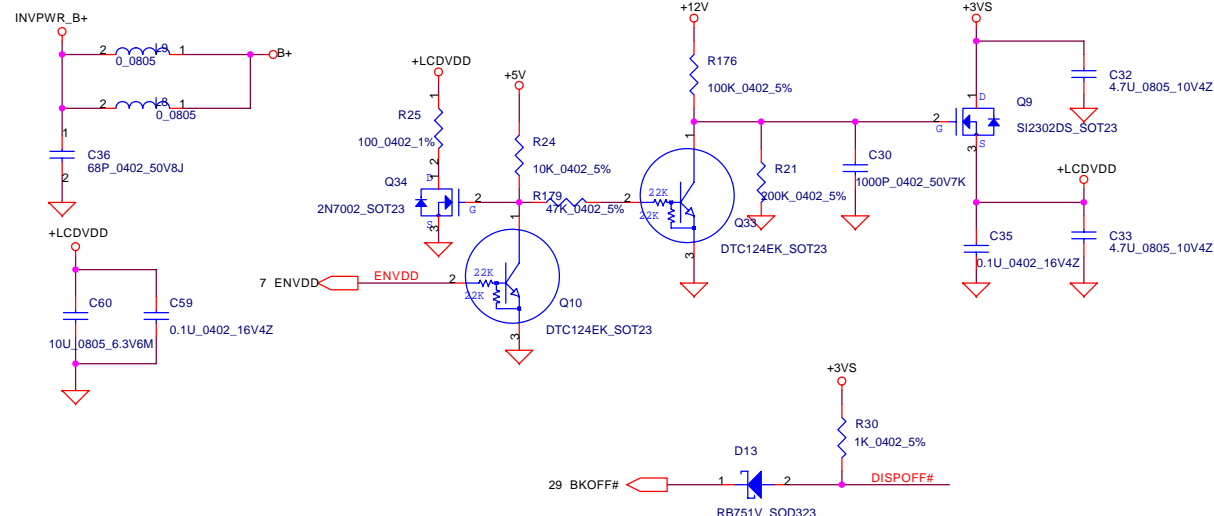 INVPWR_B+
2 L9 1
0_0805
B+
2 L8 1
0_0805
1
C36
68P_0402_50V8J
2
+LCDVDD
C60
10U_0805_6.3V6M
C59
0.1U_0402_16V4Z
+LCDVDD
1
R25
100_0402_1%
2
Q34
1
D
2N7002_SOT23
S
3
G
2
+5V
R24
10K_0402_5%
R179
47K_0402_5%
7 ENVDD
ENVDD
2
22K
22K
1
3
Q10
DTC124EK_SOT23
+12V
R176
100K_0402_5%
1
2
22K
22K
3
Q33
DTC124EK_SOT23
R21
200K_0402_5%
C30
1000P_0402_50V7K
+3VS
1
D
2
G
S
3
Q9
SI2302DS_SOT23
C32
4.7U_0805_10V4Z
+LCDVDD
C35
0.1U_0402_16V4Z
C33
4.7U_0805_10V4Z
+3VS
R30
1K_0402_5%
D13
29 BKOFF#
1
2
DISPOFF#
RB751V_SOD323